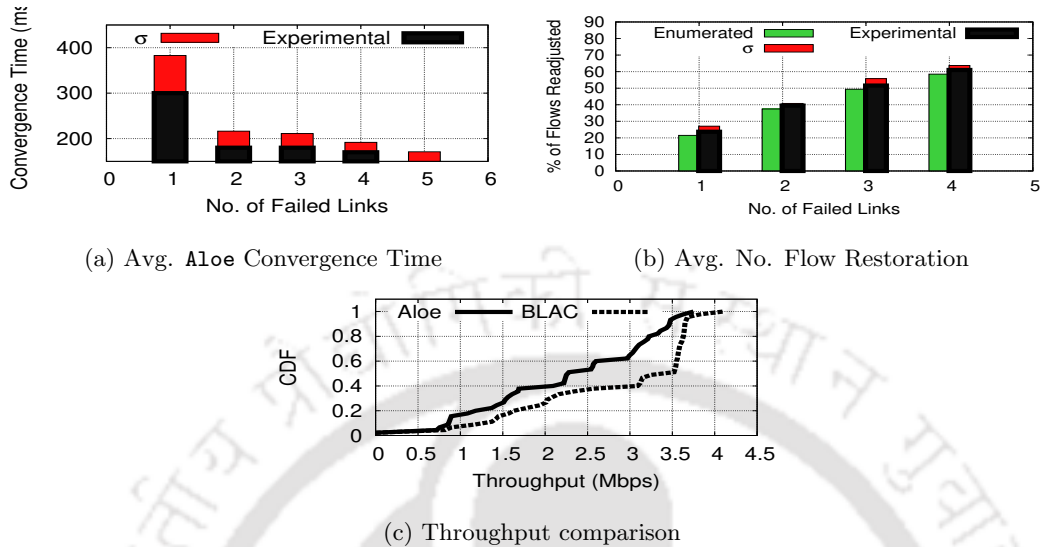 Convergence Time (ms
400
300
200
σ
Experimental
0 1 2 3 4 5 6
No. of Failed Links
(a) Avg. Aloe Convergence Time
% of Flows Readjusted
90
80
70
60
50
40
30
20
10
0
Enumerated
σ
Experimental
0 1 2 3 4 5
No. of Failed Links
(b) Avg. No. Flow Restoration
CDF
1
0.8
0.6
0.4
0.2
0
Aloe
BLAC
0 0.5 1 1.5 2 2.5 3 3.5 4 4.5
Throughput (Mbps)
(c) Throughput comparison